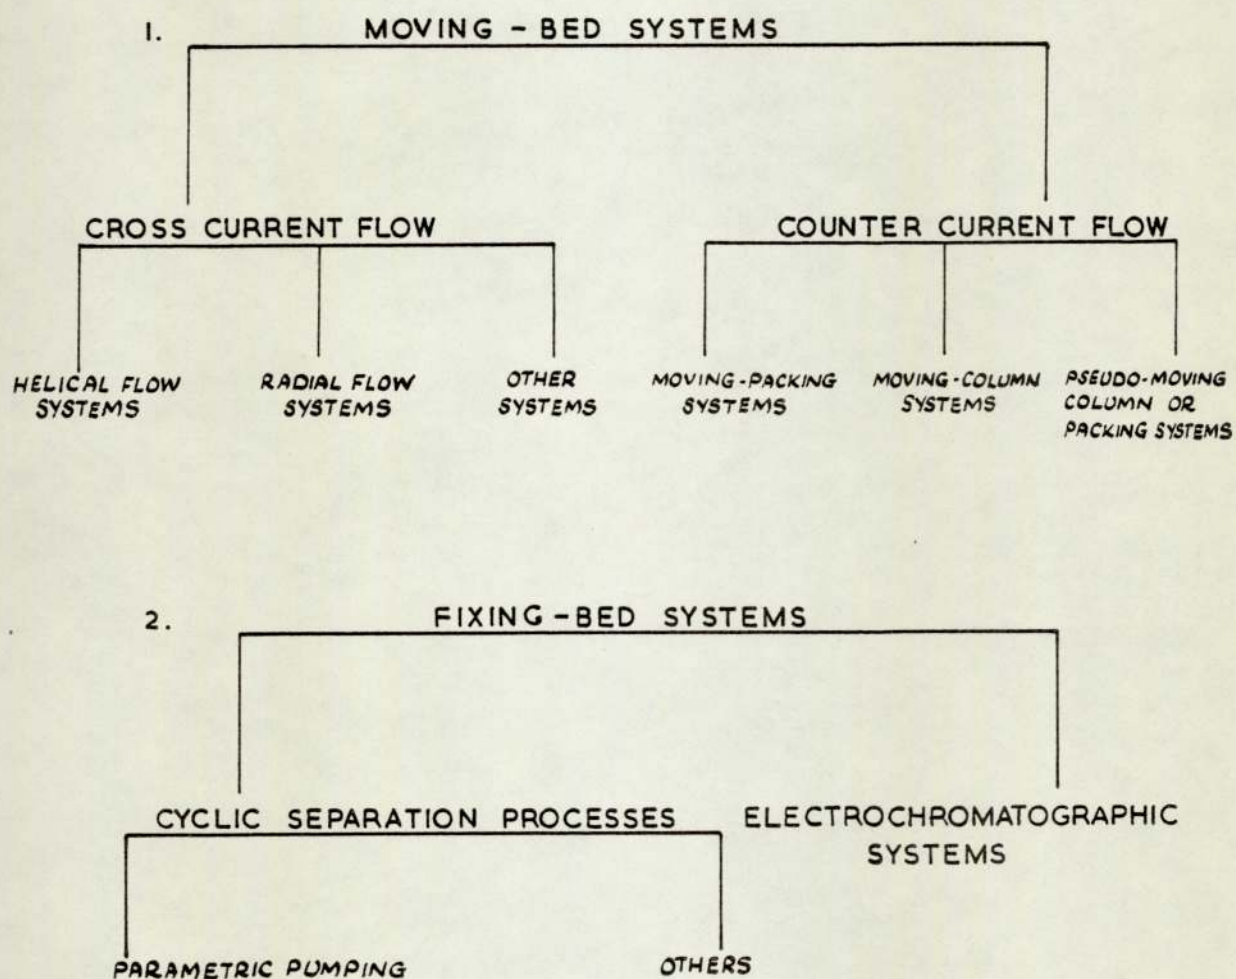 1. MOVING - BED SYSTEMS
CROSS CURRENT FLOW
COUNTER CURRENT FLOW
HELICAL FLOW
SYSTEMS
RADIAL FLOW
SYSTEMS
OTHER
SYSTEMS
MOVING-PACKING
SYSTEMS
MOVING-COLUMN
SYSTEMS
PSEUDO-MOVING
COLUMN OR
PACKING SYSTEMS
2. FIXING-BED SYSTEMS
CYCLIC SEPARATION PROCESSES
ELECTROCHROMATOGRAPHIC
SYSTEMS
PARAMETRIC PUMPING
OTHERS